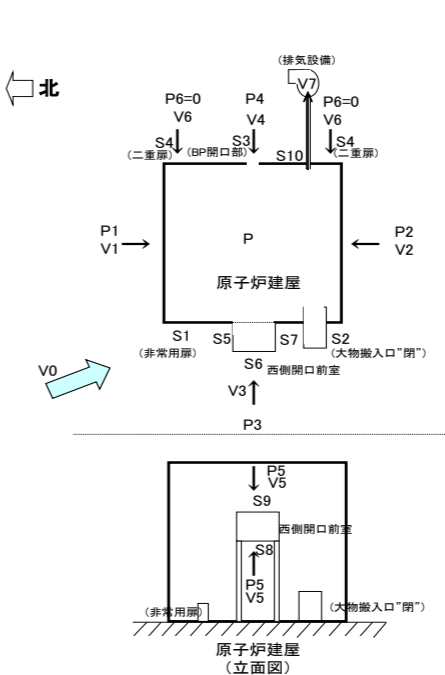 (排気設備)
北
V7
P6=0
P4
P6=0
V6
V4
V6
S4
S3
S4
(二重扉)
(BP開口部)
S10
(二重扉)
P1
V1
P
P2
V2
原子炉建屋
S1
S5
S7
S2
(非常用扉)
(大物搬入口"閉")
S6
西側開口前室
V0
V3
P3
P5
V5
S9
西側開口前室
S8
P5
V5
(非常用扉)
(大物搬入口"閉")
原子炉建屋
(立面図)